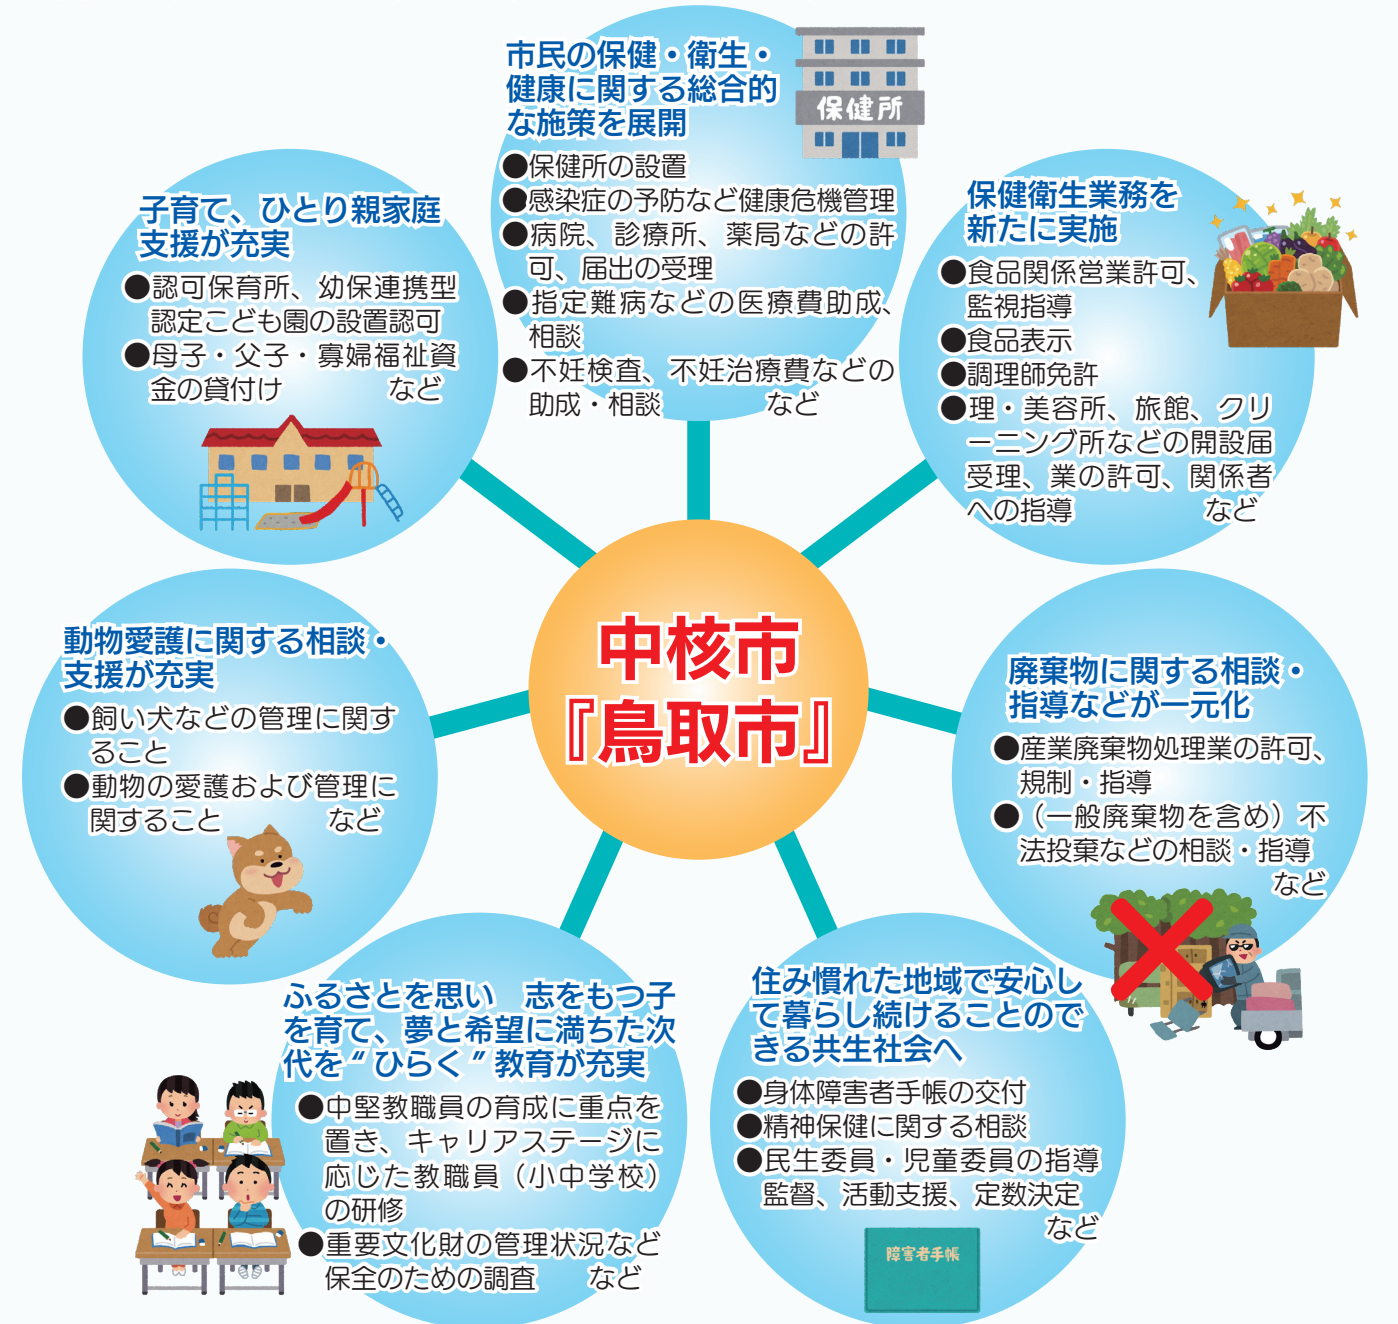 市民の保健・衛生・
健康に関する総合的
な施策を展開
●保健所の設置
●感染症の予防など健康危機管理
●病院、診療所、薬局などの許
可、届出の受理
●指定難病などの医療費助成、
相談
●不妊検査、不妊治療費などの
助成・相談　など
保健所
保健衛生業務を
新たに実施
●食品関係営業許可、
監視指導
●食品表示
●調理師免許
●理・美容所、旅館、クリ
ーニング所などの開設届
受理、業の許可、関係者
への指導　など
廃棄物に関する相談・
指導などが一元化
●産業廃棄物処理業の許可、
規制・指導
●（一般廃棄物を含め）不
法投棄などの相談・指導
など
住み慣れた地域で安心し
て暮らし続けることので
きる共生社会へ
●身体障害者手帳の交付
●精神保健に関する相談
●民生委員・児童委員の指導
監督、活動支援、定数決定
など
障害者手帳
ふるさとを思い　志をもつ子
を育て、夢と希望に満ちた次
代を“ひらく”教育が充実
●中堅教職員の育成に重点を
置き、キャリアステージに
応じた教職員（小中学校）
の研修
●重要文化財の管理状況など
保全のための調査　など
動物愛護に関する相談・
支援が充実
●飼い犬などの管理に関す
ること
●動物の愛護および管理に
関すること　など
子育て、ひとり親家庭
支援が充実
●認可保育所、幼保連携型
認定こども園の設置認可
●母子・父子・寡婦福祉資
金の貸付け　など
中核市
『鳥取市』